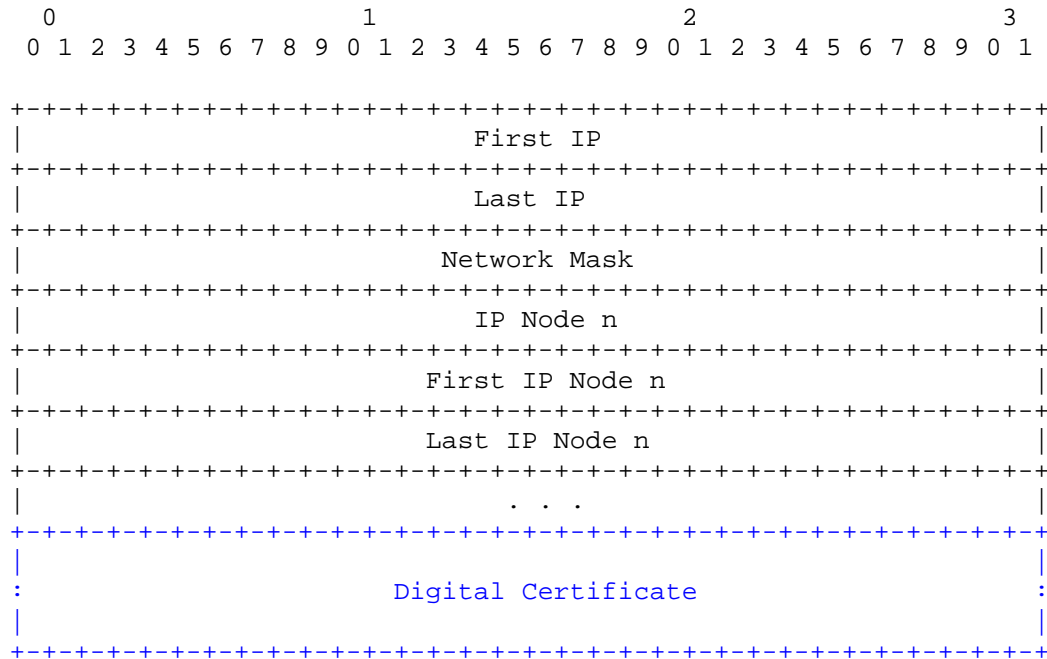 0                   1                   2                   3
0 1 2 3 4 5 6 7 8 9 0 1 2 3 4 5 6 7 8 9 0 1 2 3 4 5 6 7 8 9 0 1
+-+-+-+-+-+-+-+-+-+-+-+-+-+-+-+-+-+-+-+-+-+-+-+-+-+-+-+-+-+-+-+-+
|                            First IP                           |
+-+-+-+-+-+-+-+-+-+-+-+-+-+-+-+-+-+-+-+-+-+-+-+-+-+-+-+-+-+-+-+-+
|                            Last IP                            |
+-+-+-+-+-+-+-+-+-+-+-+-+-+-+-+-+-+-+-+-+-+-+-+-+-+-+-+-+-+-+-+-+
|                          Network Mask                         |
+-+-+-+-+-+-+-+-+-+-+-+-+-+-+-+-+-+-+-+-+-+-+-+-+-+-+-+-+-+-+-+-+
|                            IP Node n                          |
+-+-+-+-+-+-+-+-+-+-+-+-+-+-+-+-+-+-+-+-+-+-+-+-+-+-+-+-+-+-+-+-+
|                         First IP Node n                       |
+-+-+-+-+-+-+-+-+-+-+-+-+-+-+-+-+-+-+-+-+-+-+-+-+-+-+-+-+-+-+-+-+
|                         Last IP Node n                        |
+-+-+-+-+-+-+-+-+-+-+-+-+-+-+-+-+-+-+-+-+-+-+-+-+-+-+-+-+-+-+-+-+
|                              . . .                            |
+-+-+-+-+-+-+-+-+-+-+-+-+-+-+-+-+-+-+-+-+-+-+-+-+-+-+-+-+-+-+-+-+
|                                                               |
:                       Digital Certificate                     :
|                                                               |
+-+-+-+-+-+-+-+-+-+-+-+-+-+-+-+-+-+-+-+-+-+-+-+-+-+-+-+-+-+-+-+-+